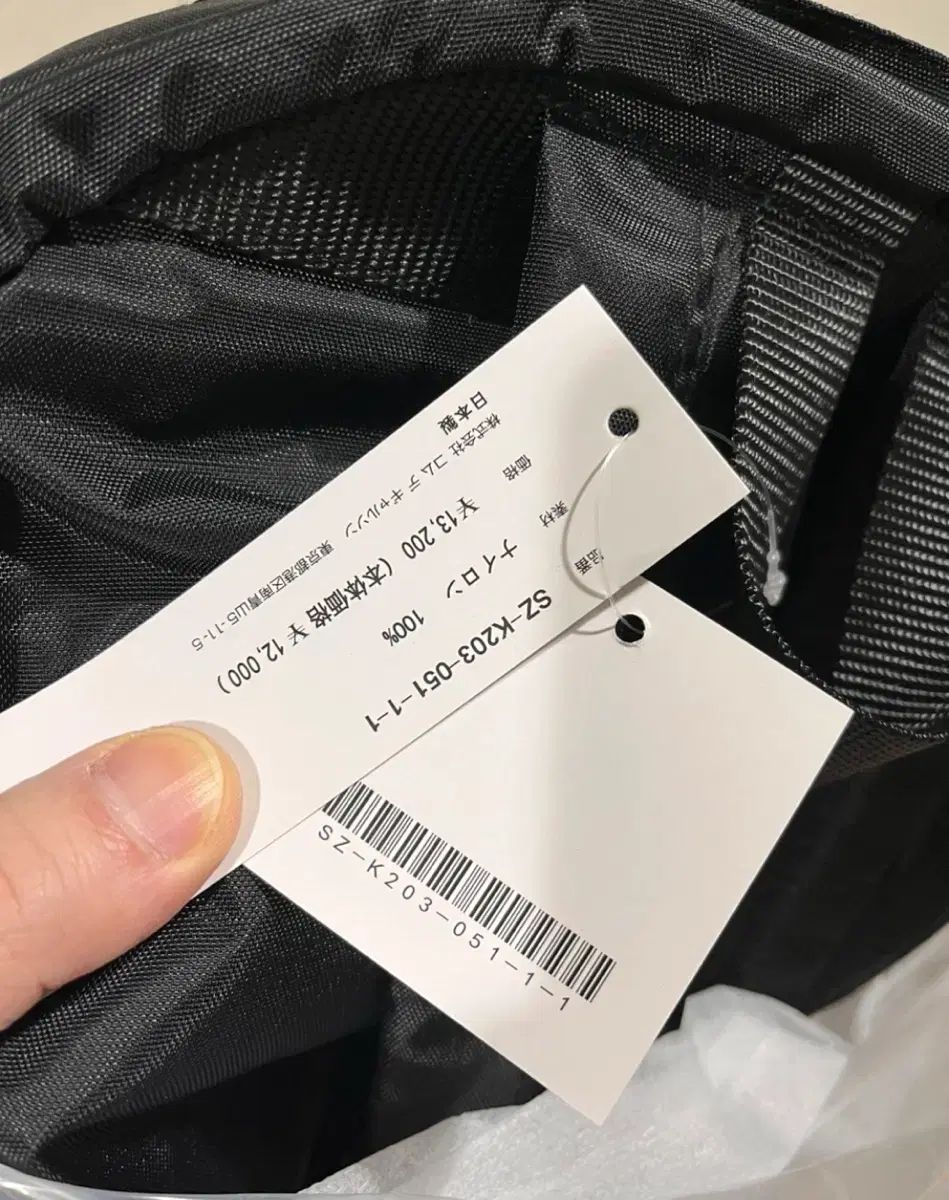 品番 SZ-K203-051-1-1
素材 ナイロン 100%
価格 ¥13,200 (本体価格 ¥12,000)
株式会社 コム デ ギャルソン 東京都港区南青山5-11-5
日本製
SZ-K203-051-1-1